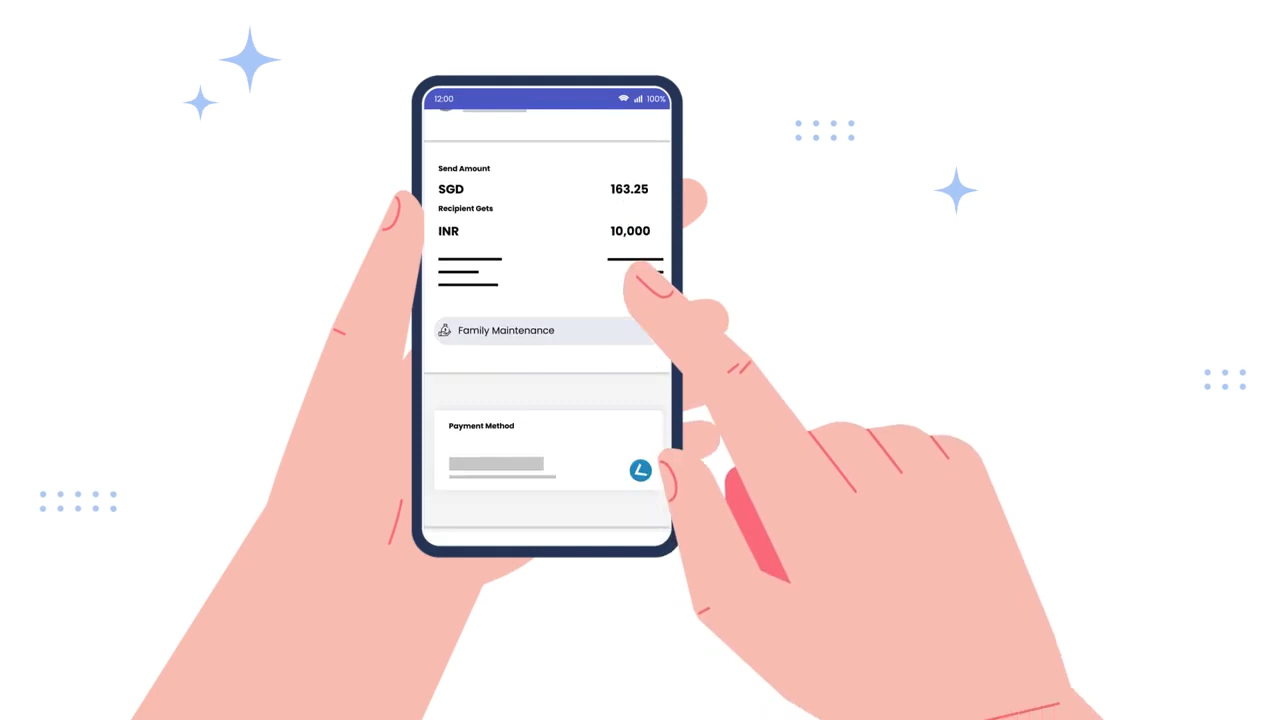 12:00 100%
Send Amount
SGD 163.25
Recipient Gets
INR 10,000
Family Maintenance
Payment Method